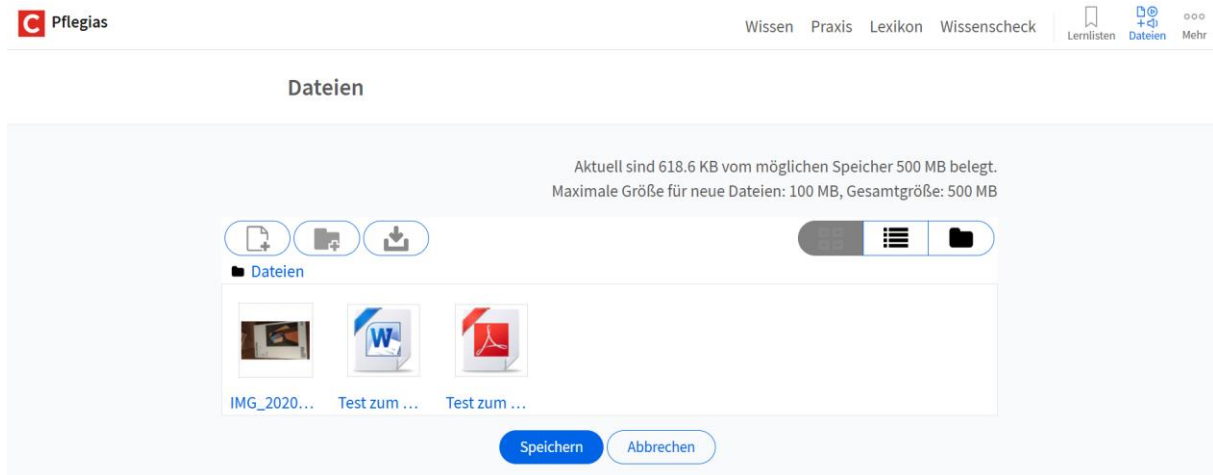 C Pflegias
Wissen Praxis Lexikon Wissenscheck
Lernlisten Dateien Mehr
Dateien
Aktuell sind 618.6 KB vom möglichen Speicher 500 MB belegt.
Maximale Größe für neue Dateien: 100 MB, Gesamtgröße: 500 MB
Dateien
W
IMG_2020... Test zum ... Test zum ...
Speichern Abbrechen